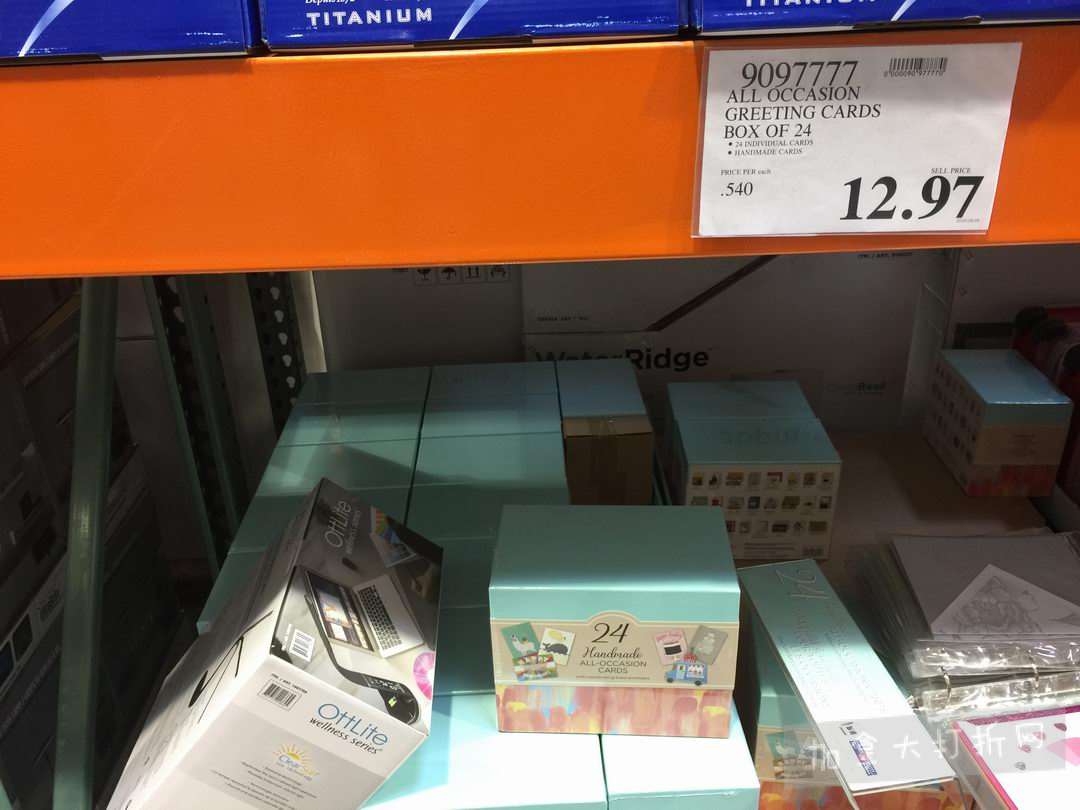 TITANIUM
TITANIUM
9097777
ALL OCCASION
GREETING CARDS
BOX OF 24
• 24 INDIVIDUAL CARDS
• HANDMADE CARDS
PRICE PER each
.540
SELL PRICE
12.97
WaterRidge
OttLite
wellness series
24
Handmade
ALL-OCCASION
CARDS
24
OttLite
wellness series
加拿大打折网